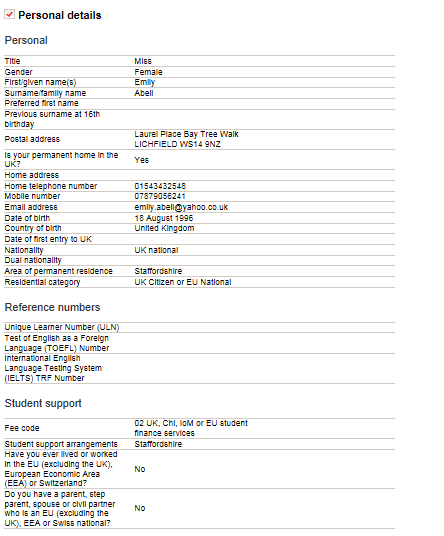 Personal details
Personal
Title Miss
Gender Female
First/given name(s) Emily
Surname/family name Abell
Preferred first name
Previous surname at 16th
birthday
Postal address Laurel Place Bay Tree Walk
LICHFIELD WS14 9NZ
Is your permanent home in the
UK? Yes
Home address
Home telephone number 01543432548
Mobile number 07879056241
Email address emily.abell@yahoo.co.uk
Date of birth 18 August 1996
Country of birth United Kingdom
Date of first entry to UK
Nationality UK national
Dual nationality
Area of permanent residence Staffordshire
Residential category UK Citizen or EU National
Reference numbers
Unique Learner Number (ULN)
Test of English as a Foreign
Language (TOEFL) Number
International English
Language Testing System
(IELTS) TRF Number
Student support
Fee code 02 UK, ChI, IoM or EU student
finance services
Student support arrangements Staffordshire
Have you ever lived or worked
in the EU (excluding the UK),
European Economic Area
(EEA) or Switzerland? No
Do you have a parent, step
parent, spouse or civil partner
who is an EU (excluding the
UK), EEA or Swiss national? No